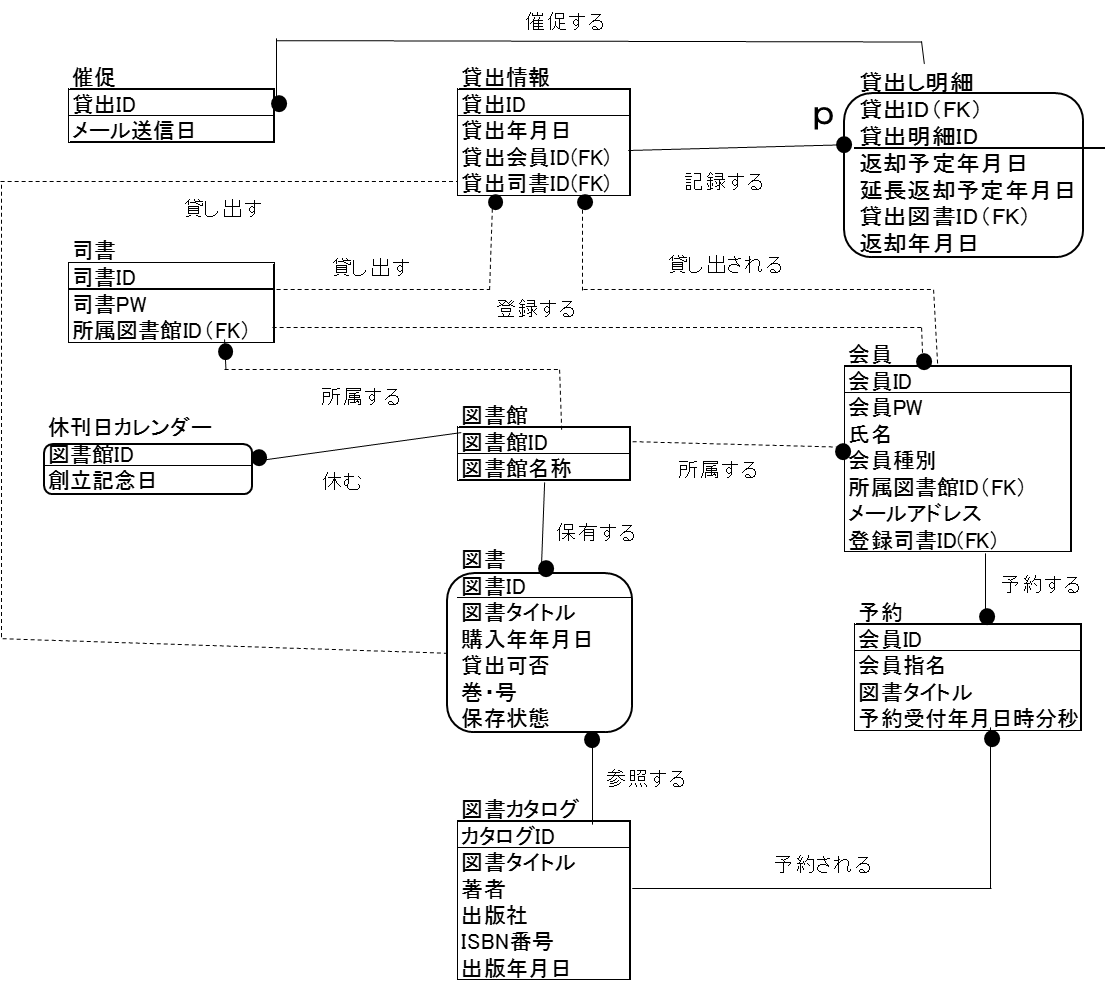 催促する
催促
貸出ID
メール送信日
貸出情報
貸出ID
貸出年月日
貸出会員ID(FK)
貸出司書ID(FK)
貸出し明細
p
貸出ID(FK)
貸出明細ID
返却予定年月日
延長返却予定年月日
貸出図書ID(FK)
返却年月日
記録する
貸し出す
司書
司書ID
司書PW
所属図書館ID(FK)
貸し出す
貸し出される
登録する
会員
会員ID
会員PW
氏名
会員種別
所属図書館ID(FK)
メールアドレス
登録司書ID(FK)
所属する
休刊日カレンダー
図書館ID
創立記念日
休む
図書館
図書館ID
図書館名称
所属する
保有する
図書
図書ID
図書タイトル
購入年年月日
貸出可否
巻・号
保存状態
予約する
予約
会員ID
会員指名
図書タイトル
予約受付年月日時分秒
参照する
図書カタログ
カタログID
図書タイトル
著者
出版社
ISBN番号
出版年月日
予約される